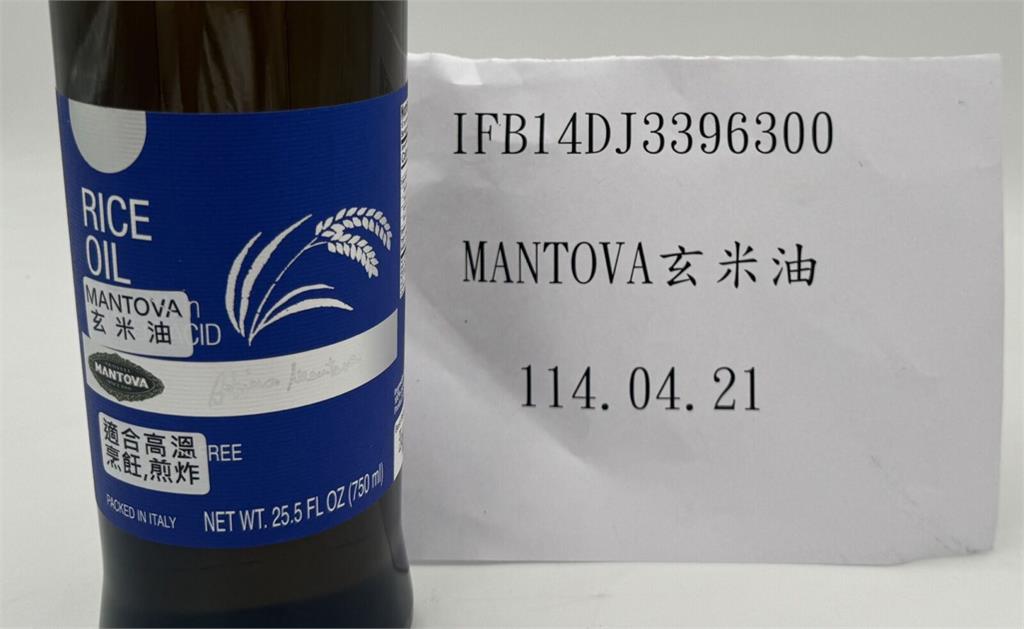 RICE
OIL
MANTOVA
玄米油
CID
MANTOVA
適合高溫
烹飪,煎炸
REE
PACKED IN ITALY
NET WT. 25.5 FL OZ (750 ml)
IFB14DJ3396300
MANTOVA玄米油
114.04.21